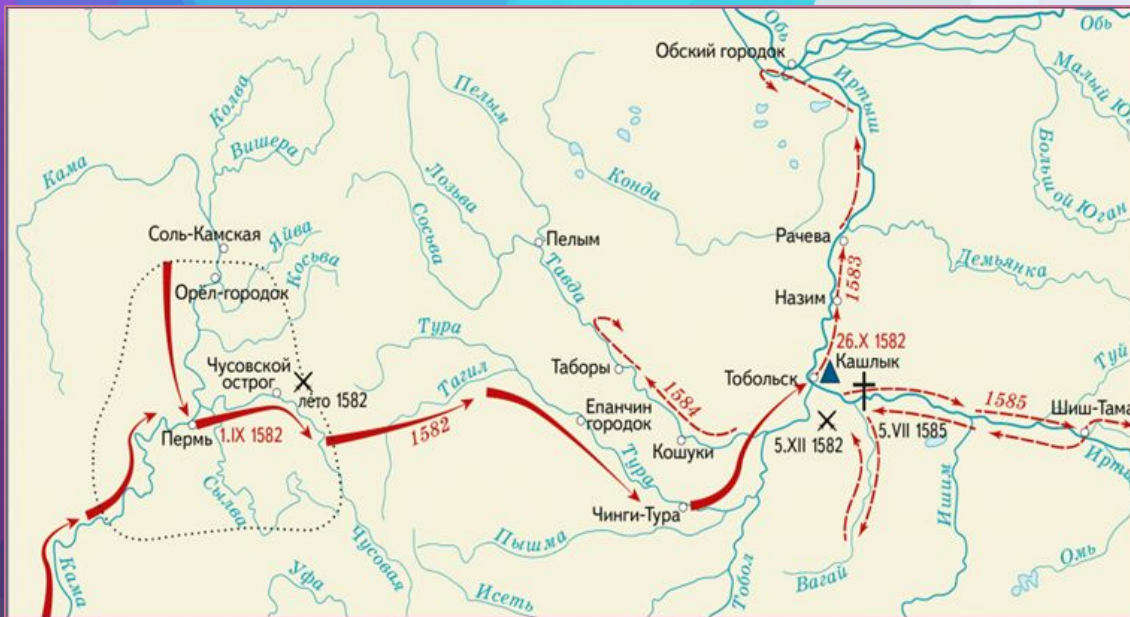 Обь
Обь
Обский городок
Иртыш
Малый Юг
Большой Юган
Колва
Вишера
Пелым
Кама
Лозьва
Сосьва
Конда
Соль-Камская
Яйва
Косьва
Пелым
Рачева
Демьянка
Орёл-городок
Тавда
Назим
1583
Тура
26.X 1582
Кашлык
Туй
Чусовской
острог
лето 1582
Тагил
Таборы
Тобольск
1584
1585
Шиш-Тама
Пермь
1.IX 1582
1582
Епанчин
городок
Кошуки
5.XII 1582
5.VII 1585
Ирты
Сылва
Тура
Чинги-Тура
Ишим
Чусовая
Пышма
Омь
Кама
Уфа
Исеть
Тобол
Вагай